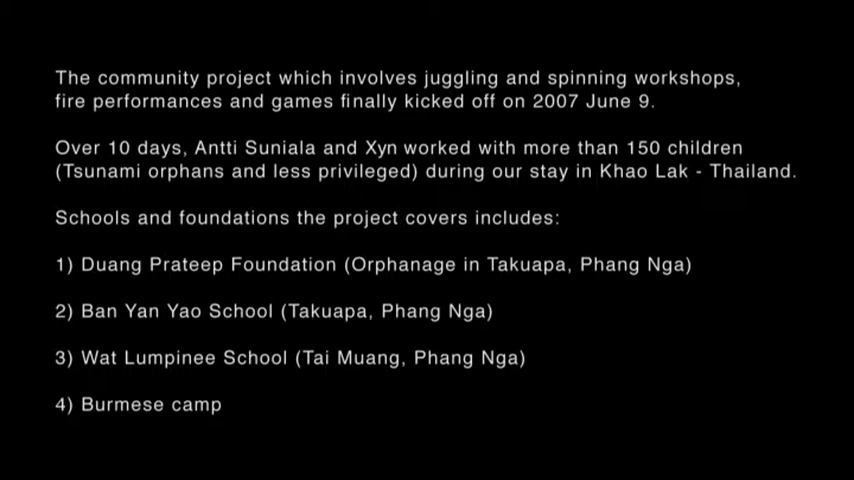 The community project which involves juggling and spinning workshops,
fire performances and games finally kicked off on 2007 June 9.
Over 10 days, Antti Suniala and Xyn worked with more than 150 children
(Tsunami orphans and less privileged) during our stay in Khao Lak - Thailand.
Schools and foundations the project covers includes:
1) Duang Prateep Foundation (Orphanage in Takuapa, Phang Nga)
2) Ban Yan Yao School (Takuapa, Phang Nga)
3) Wat Lumpinee School (Tai Muang, Phang Nga)
4) Burmese camp